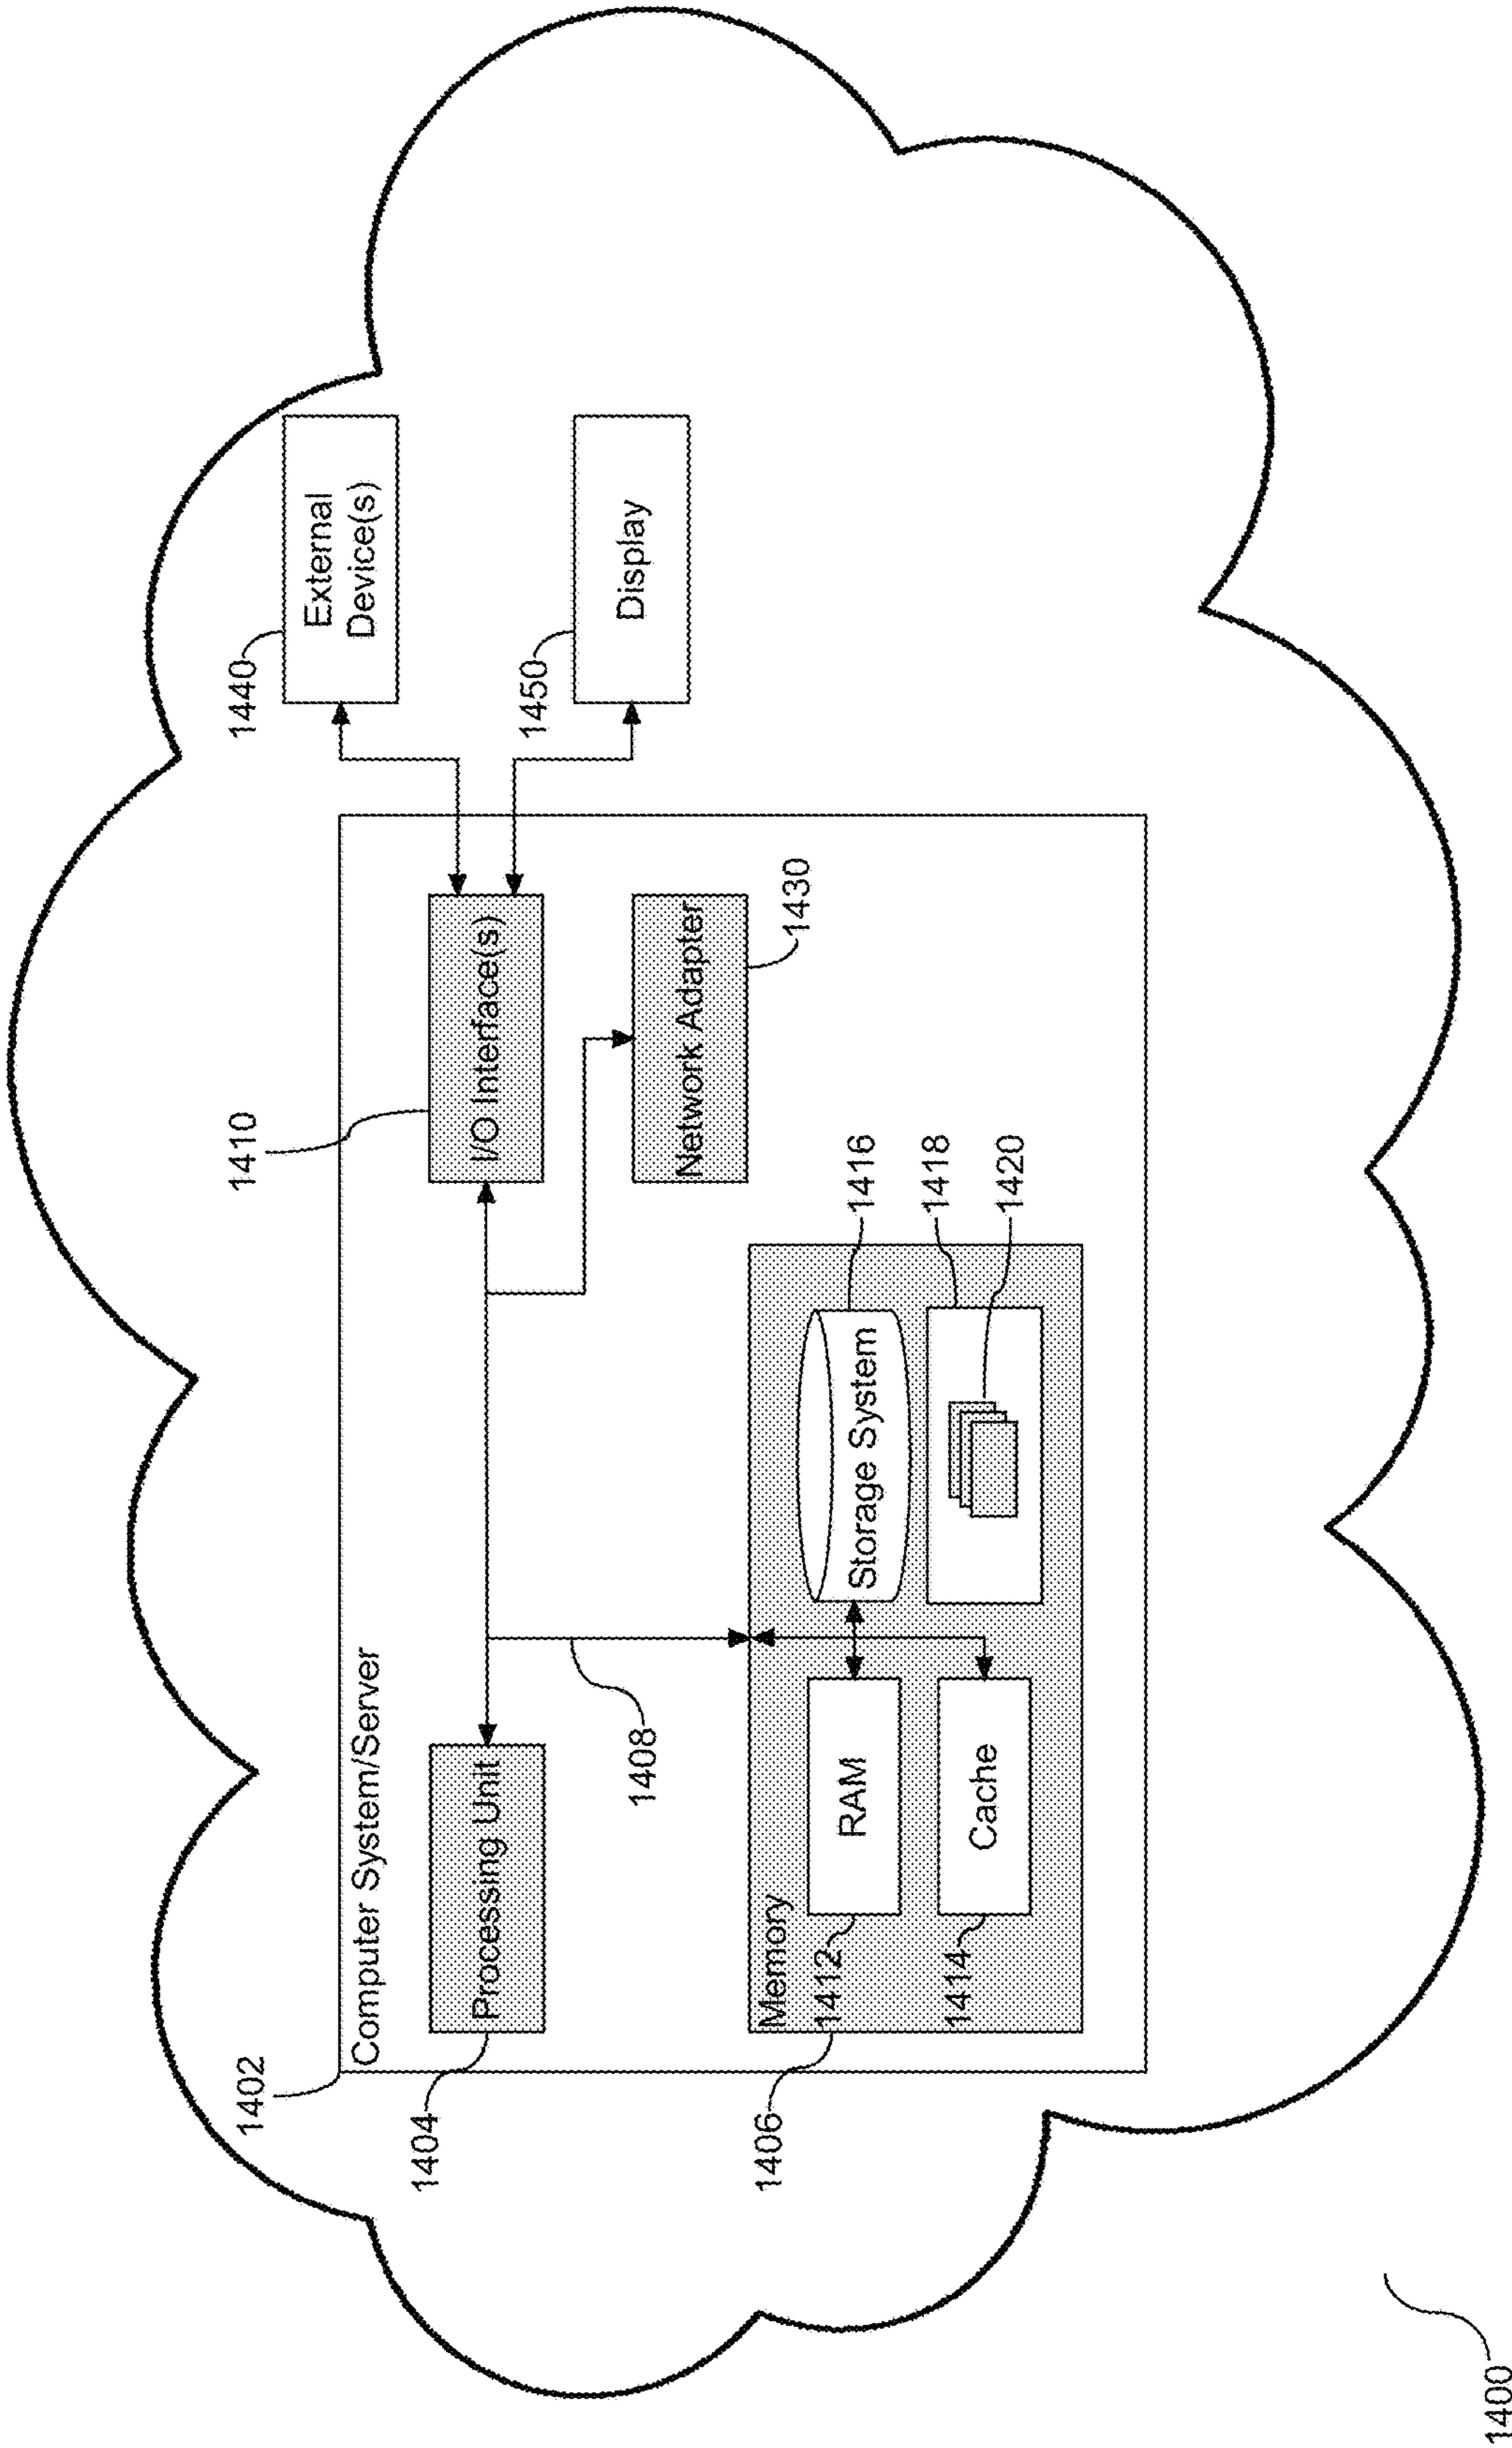 1402
Computer System/Server
1404
Processing Unit
1410
I/O Interface(s)
1440
External
Device(s)
1408
1450
Display
Network Adapter
1430
1406
Memory
1412
RAM
Storage System
1416
1414
Cache
1418
1420
1400